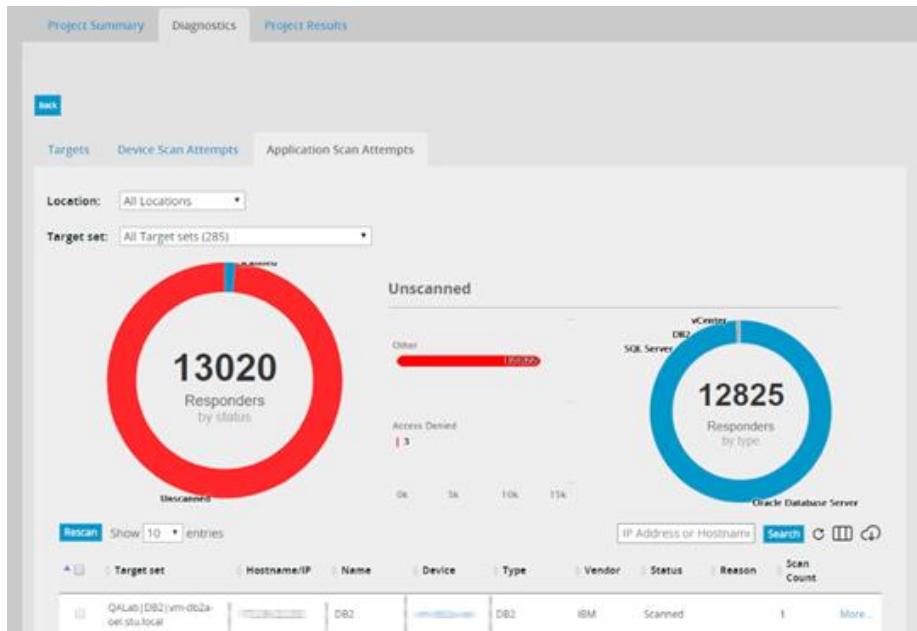 Project Summary Diagnostics Project Results
Back
Targets Device Scan Attempts Application Scan Attempts
Location: All Locations
Target set: All Target sets (285)
Unscanned
13020
Responders
by status
Unscanned
Other
Access Denied
3
0k 5k 10k 15k
vCenter
DB2
SQL Server
12825
Responders
by type
Oracle Database Server
Rescan Show 10 entries IP Address or Hostname Search
Target set Hostname/IP Name Device Type Vendor Status Reason Scan Count
QALab|DB2|vm-db2a-
oel.stu.local DB2 DB2 IBM Scanned 1 More...